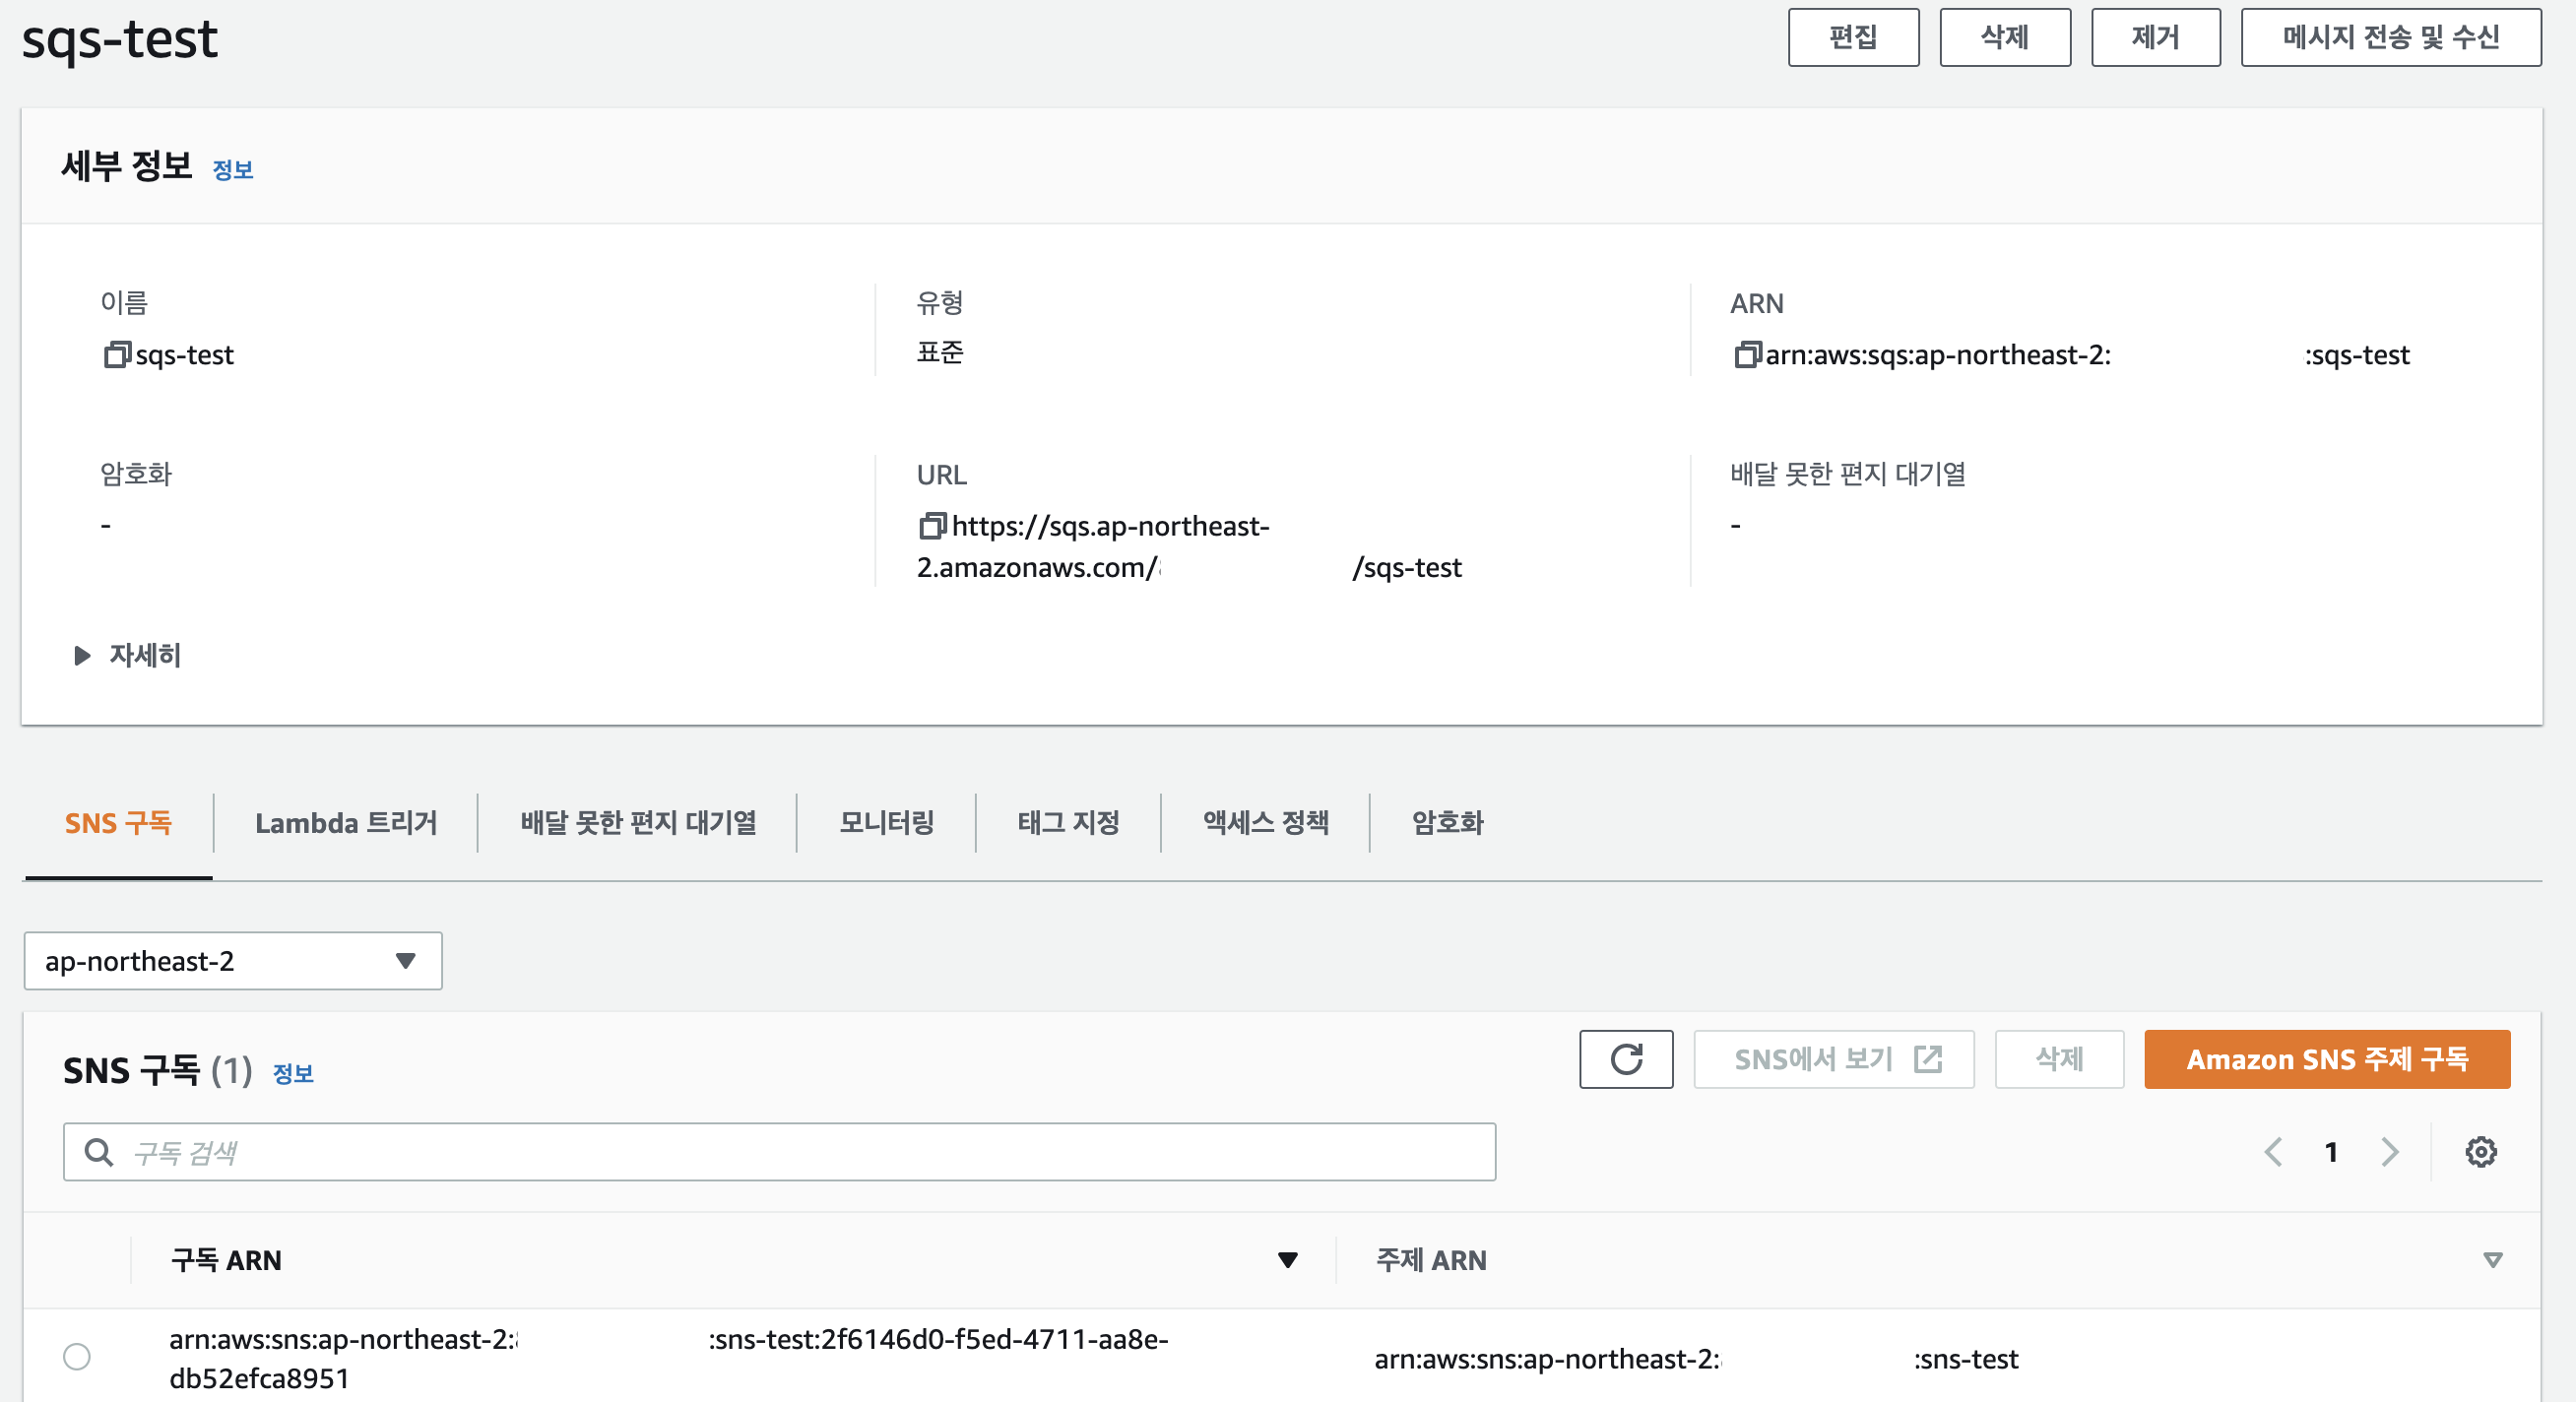 sqs-test
편집
삭제
제거
메시지 전송 및 수신
세부 정보 정보
이름
sqs-test
유형
표준
ARN
arn:aws:sqs:ap-northeast-2: :sqs-test
암호화
-
URL
https://sqs.ap-northeast-
2.amazonaws.com/ /sqs-test
배달 못한 편지 대기열
-
자세히
SNS 구독
Lambda 트리거
배달 못한 편지 대기열
모니터링
태그 지정
액세스 정책
암호화
ap-northeast-2
SNS 구독 (1) 정보
SNS에서 보기
삭제
Amazon SNS 주제 구독
구독 검색
1
구독 ARN
주제 ARN
arn:aws:sns:ap-northeast-2: :sns-test:2f6146d0-f5ed-4711-aa8e-
db52efca8951
arn:aws:sns:ap-northeast-2: :sns-test